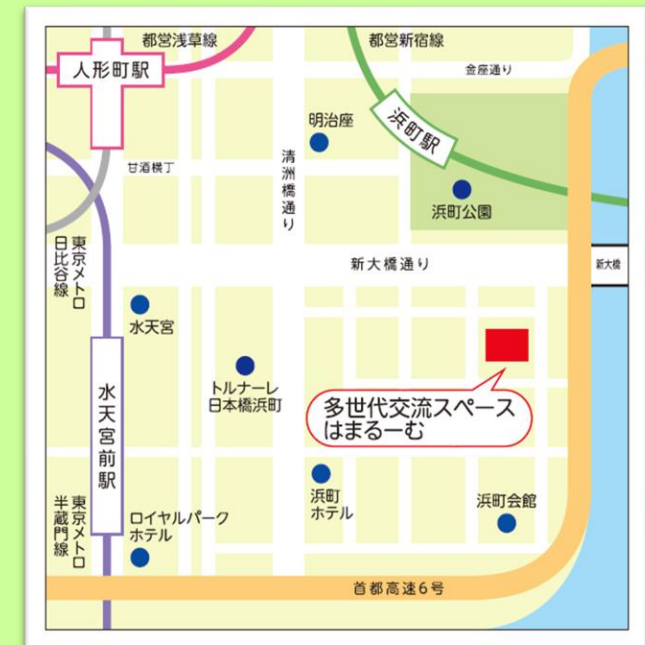 都営浅草線
都営新宿線
人形町駅
金座通り
明治座
浜町駅
甘酒横丁
清洲橋通り
浜町公園
東京メトロ
日比谷線
新大橋通り
新大橋
水天宮
トルナーレ
日本橋浜町
水天宮前駅
多世代交流スペース
はまるーむ
浜町
ホテル
浜町会館
東京メトロ
半蔵門線
ロイヤルパーク
ホテル
首都高速6号